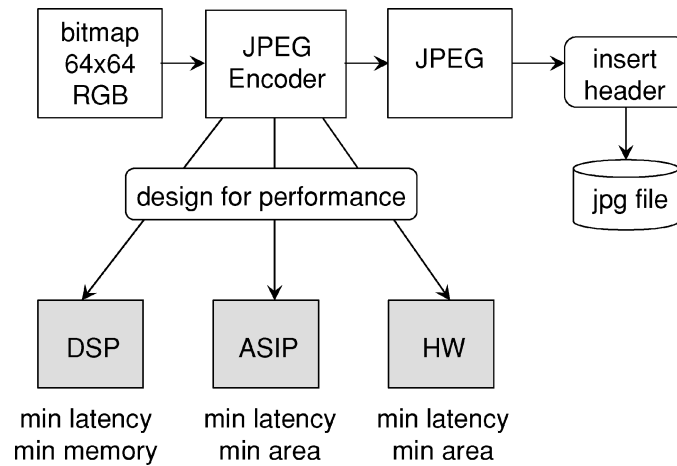 bitmap
64x64
RGB
JPEG
Encoder
JPEG
insert
header
jpg file
design for performance
DSP
ASIP
HW
min latency
min memory
min latency
min area
min latency
min area